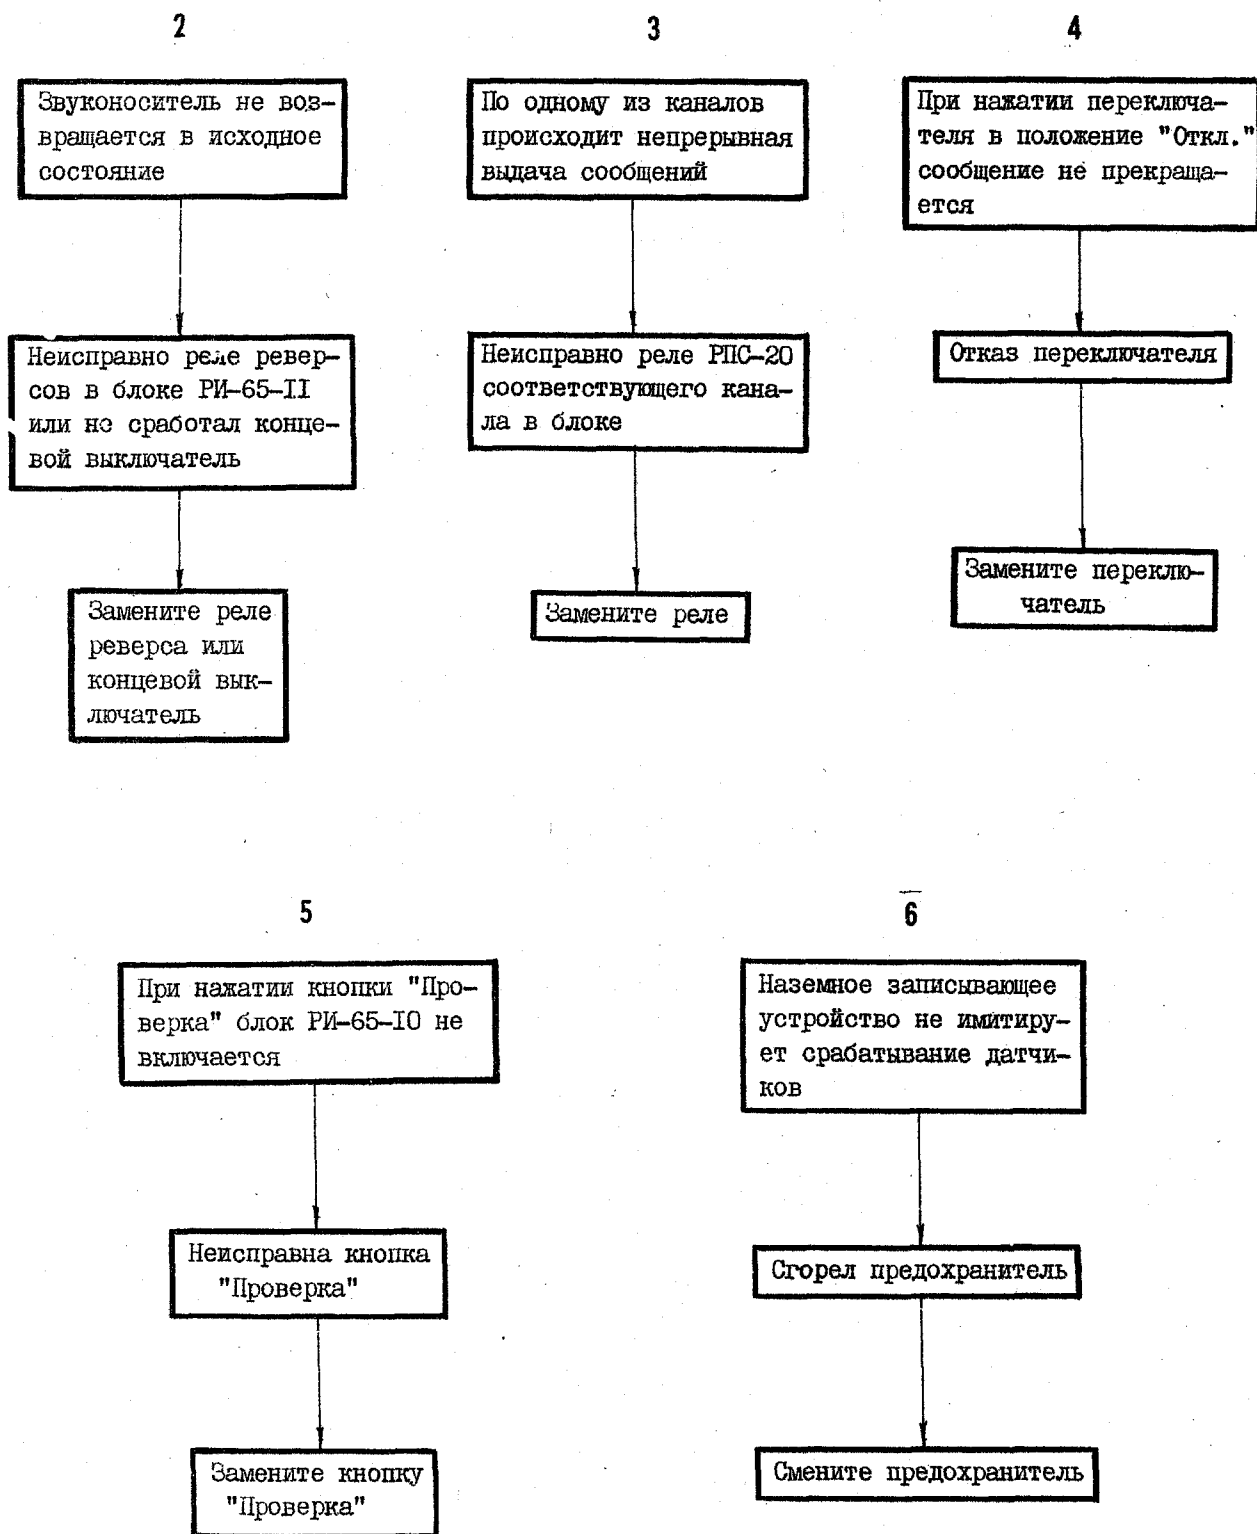 2
Звуконоситель не воз-
вращается в исходное
состояние
Неисправно реле ревер-
сов в блоке РИ-65-II
или не сработал конце-
вой выключатель
Замените реле
реверса или
концевой вык-
лючатель
3
По одному из каналов
происходит непрерывная
выдача сообщений
Неисправно реле РПС-20
соответствующего кана-
ла в блоке
Замените реле
4
При нажатии переключа-
теля в положение "Откл."
сообщение не прекраща-
ется
Отказ переключателя
Замените переклю-
чатель
5
При нажатии кнопки "Про-
верка" блок РИ-65-I0 не
включается
Неисправна кнопка
"Проверка"
Замените кнопку
"Проверка"
6
Наземное записывающее
устройство не имитиру-
ет срабатывание датчи-
ков
Сгорел предохранитель
Смените предохранитель